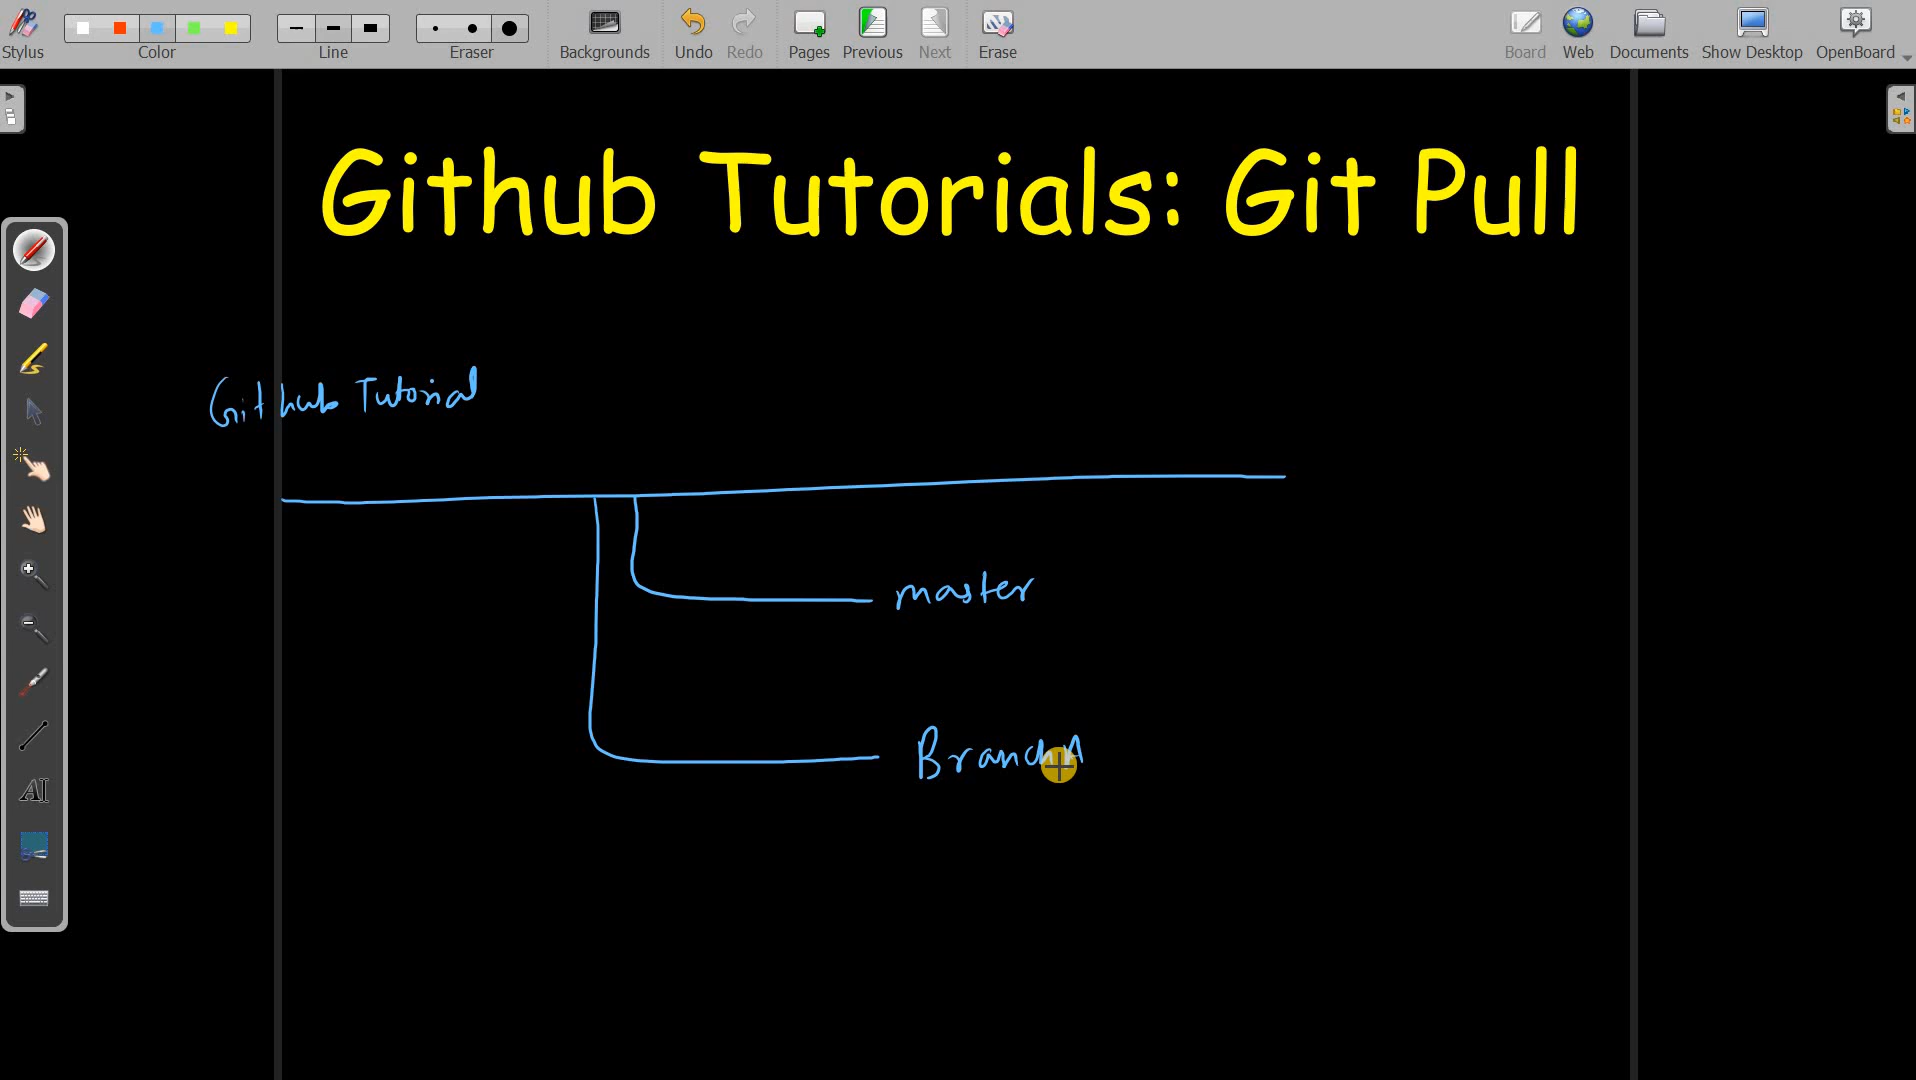 Stylus Color Line Eraser Backgrounds Undo Redo Pages Previous Next Erase Board Web Documents Show Desktop OpenBoard
Github Tutorials: Git Pull
Github Tutorial
master
BranchA